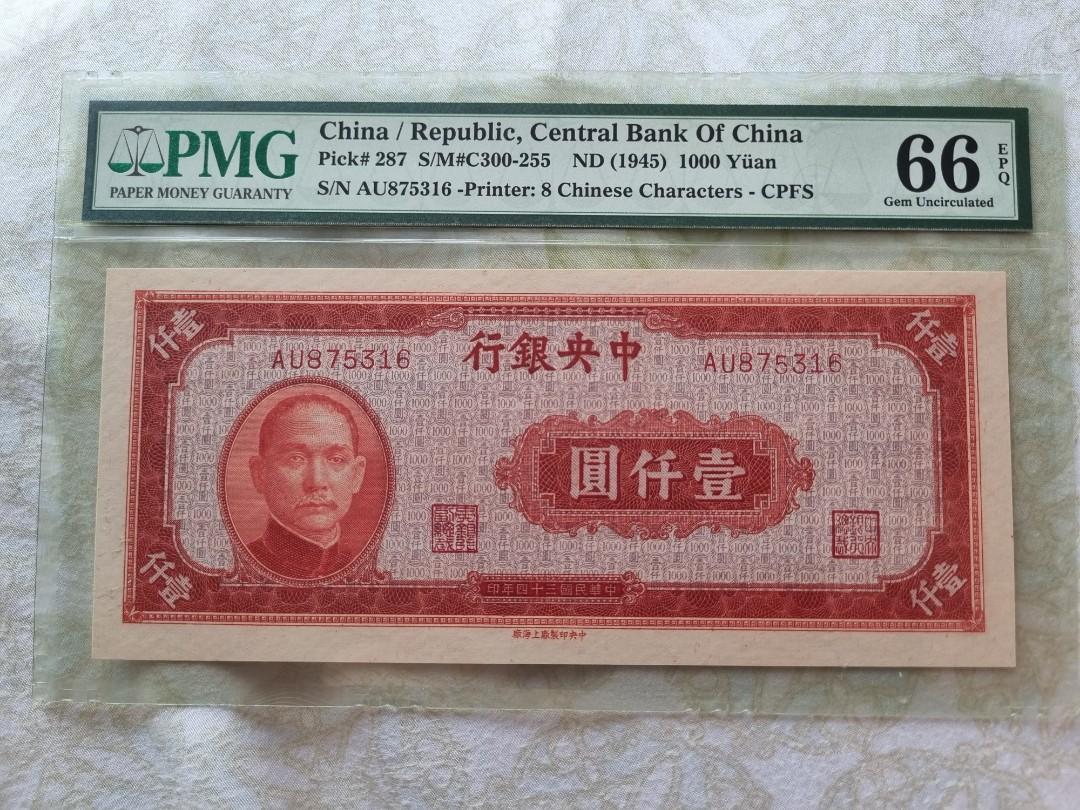 PMG
PAPER MONEY GUARANTY
China / Republic, Central Bank Of China
Pick# 287 S/M#C300-255 ND (1945) 1000 Yüan
S/N AU875316 -Printer: 8 Chinese Characters - CPFS
66
EPQ
Gem Uncirculated
仟壹
仟壹
行銀央中
AU875316
AU875316
圓仟壹
印年四十三國民華中
仟壹
仟壹
廠海上廠製印央中